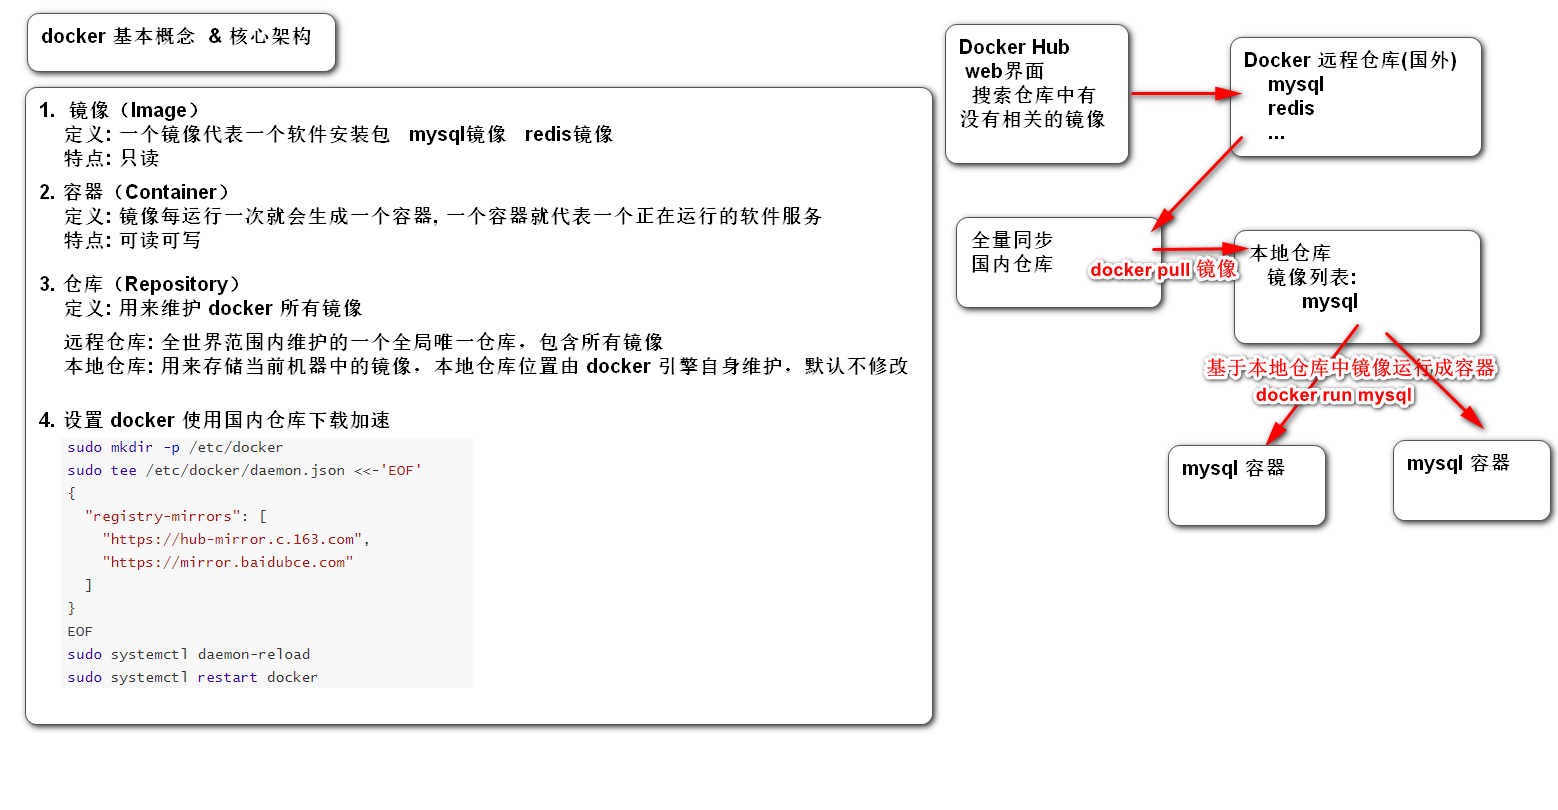 docker 基本概念 & 核心架构
1. 镜像（Image）
定义: 一个镜像代表一个软件安装包 mysql镜像 redis镜像
特点: 只读
2. 容器（Container）
定义: 镜像每运行一次就会生成一个容器, 一个容器就代表一个正在运行的软件服务
特点: 可读可写
3. 仓库（Repository）
定义: 用来维护 docker 所有镜像
远程仓库: 全世界范围内维护的一个全局唯一仓库，包含所有镜像
本地仓库: 用来存储当前机器中的镜像，本地仓库位置由 docker 引擎自身维护，默认不修改
4. 设置 docker 使用国内仓库下载加速
sudo mkdir -p /etc/docker
sudo tee /etc/docker/daemon.json <<-'EOF'
{
"registry-mirrors": [
"https://hub-mirror.c.163.com",
"https://mirror.baidubce.com"
]
}
EOF
sudo systemctl daemon-reload
sudo systemctl restart docker
Docker Hub
web界面
搜索仓库中有
没有相关的镜像
Docker 远程仓库(国外)
mysql
redis
...
全量同步
国内仓库
docker pull 镜像
本地仓库
镜像列表:
mysql
基于本地仓库中镜像运行成容器
docker run mysql
mysql 容器
mysql 容器